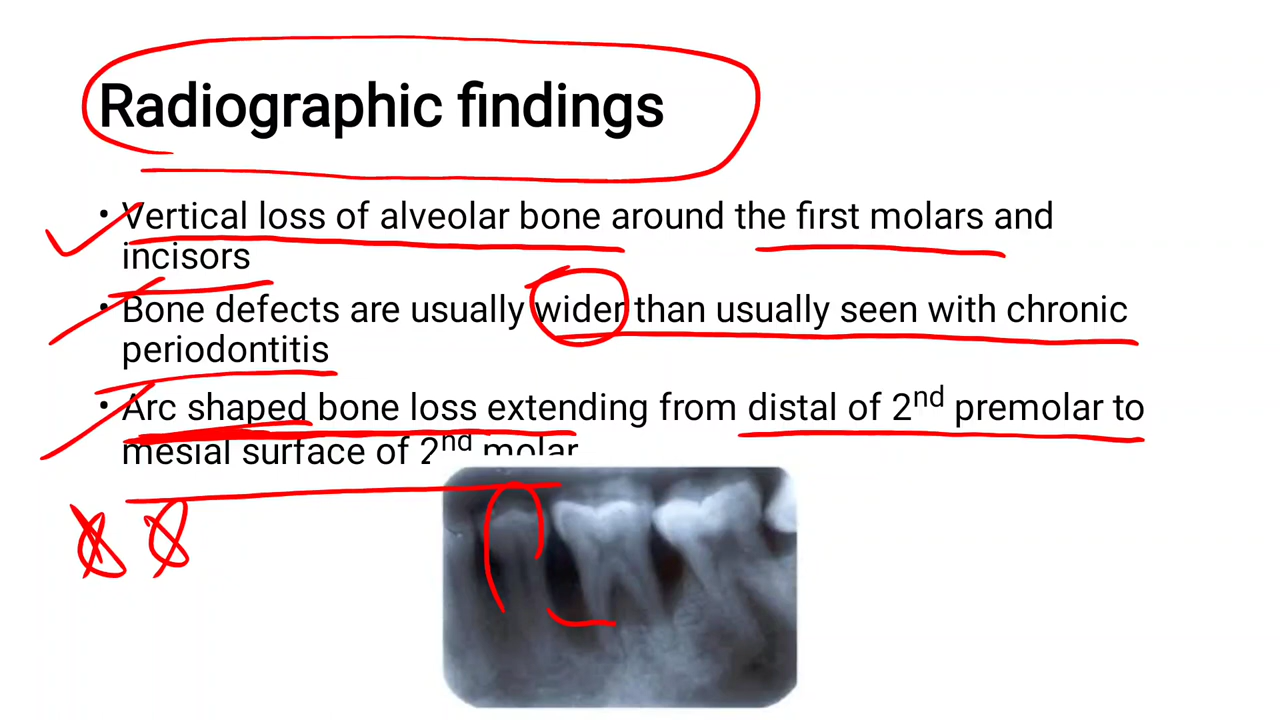 Radiographic findings
• Vertical loss of alveolar bone around the first molars and
incisors
• Bone defects are usually wider than usually seen with chronic
periodontitis
• Arc shaped bone loss extending from distal of 2nd premolar to
mesial surface of 2nd molar